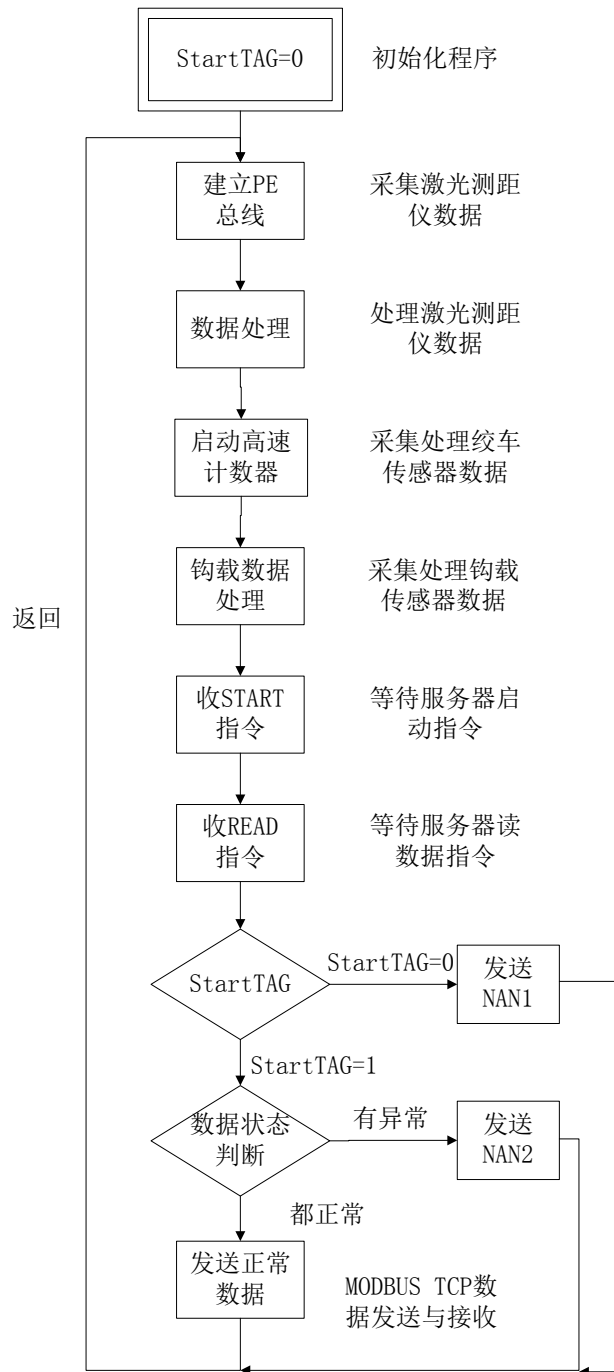 StartTAG=0
初始化程序
建立PE
总线
采集激光测距
仪数据
数据处理
处理激光测距
仪数据
启动高速
计数器
采集处理绞车
传感器数据
钩载数据
处理
采集处理钩载
传感器数据
返回
收START
指令
等待服务器启
动指令
收READ
指令
等待服务器读
数据指令
StartTAG
StartTAG=0
发送
NAN1
StartTAG=1
数据状态
判断
有异常
发送
NAN2
都正常
发送正常
数据
MODBUS TCP数
据发送与接收